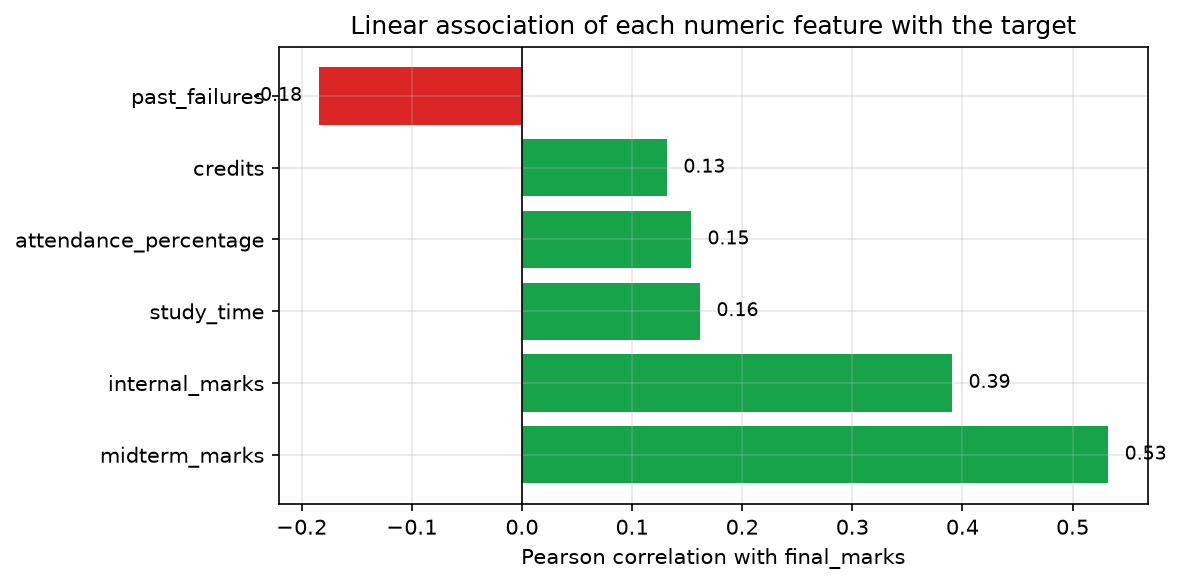 Linear association of each numeric feature with the target
past_failures -0.18
credits 0.13
attendance_percentage 0.15
study_time 0.16
internal_marks 0.39
midterm_marks 0.53
−0.2 −0.1 0.0 0.1 0.2 0.3 0.4 0.5
Pearson correlation with final_marks